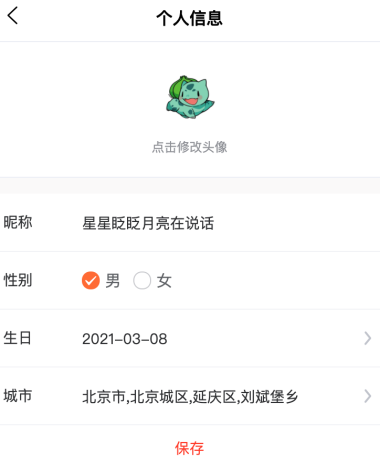 个人信息
点击修改头像
昵称 星星眨眨月亮在说话
性别 男 女
生日 2021-03-08
城市 北京市,北京城区,延庆区,刘斌堡乡
保存